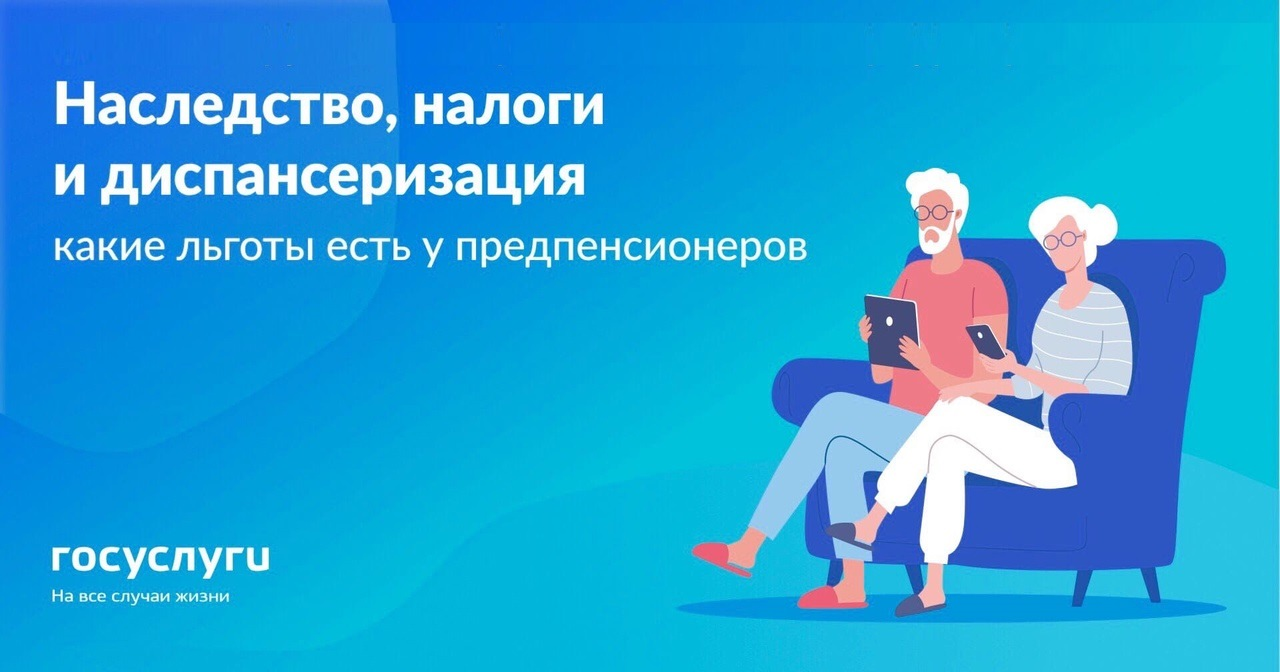 Наследство, налоги
и диспансеризация
какие льготы есть у предпенсионеров
госуслуги
На все случаи жизни